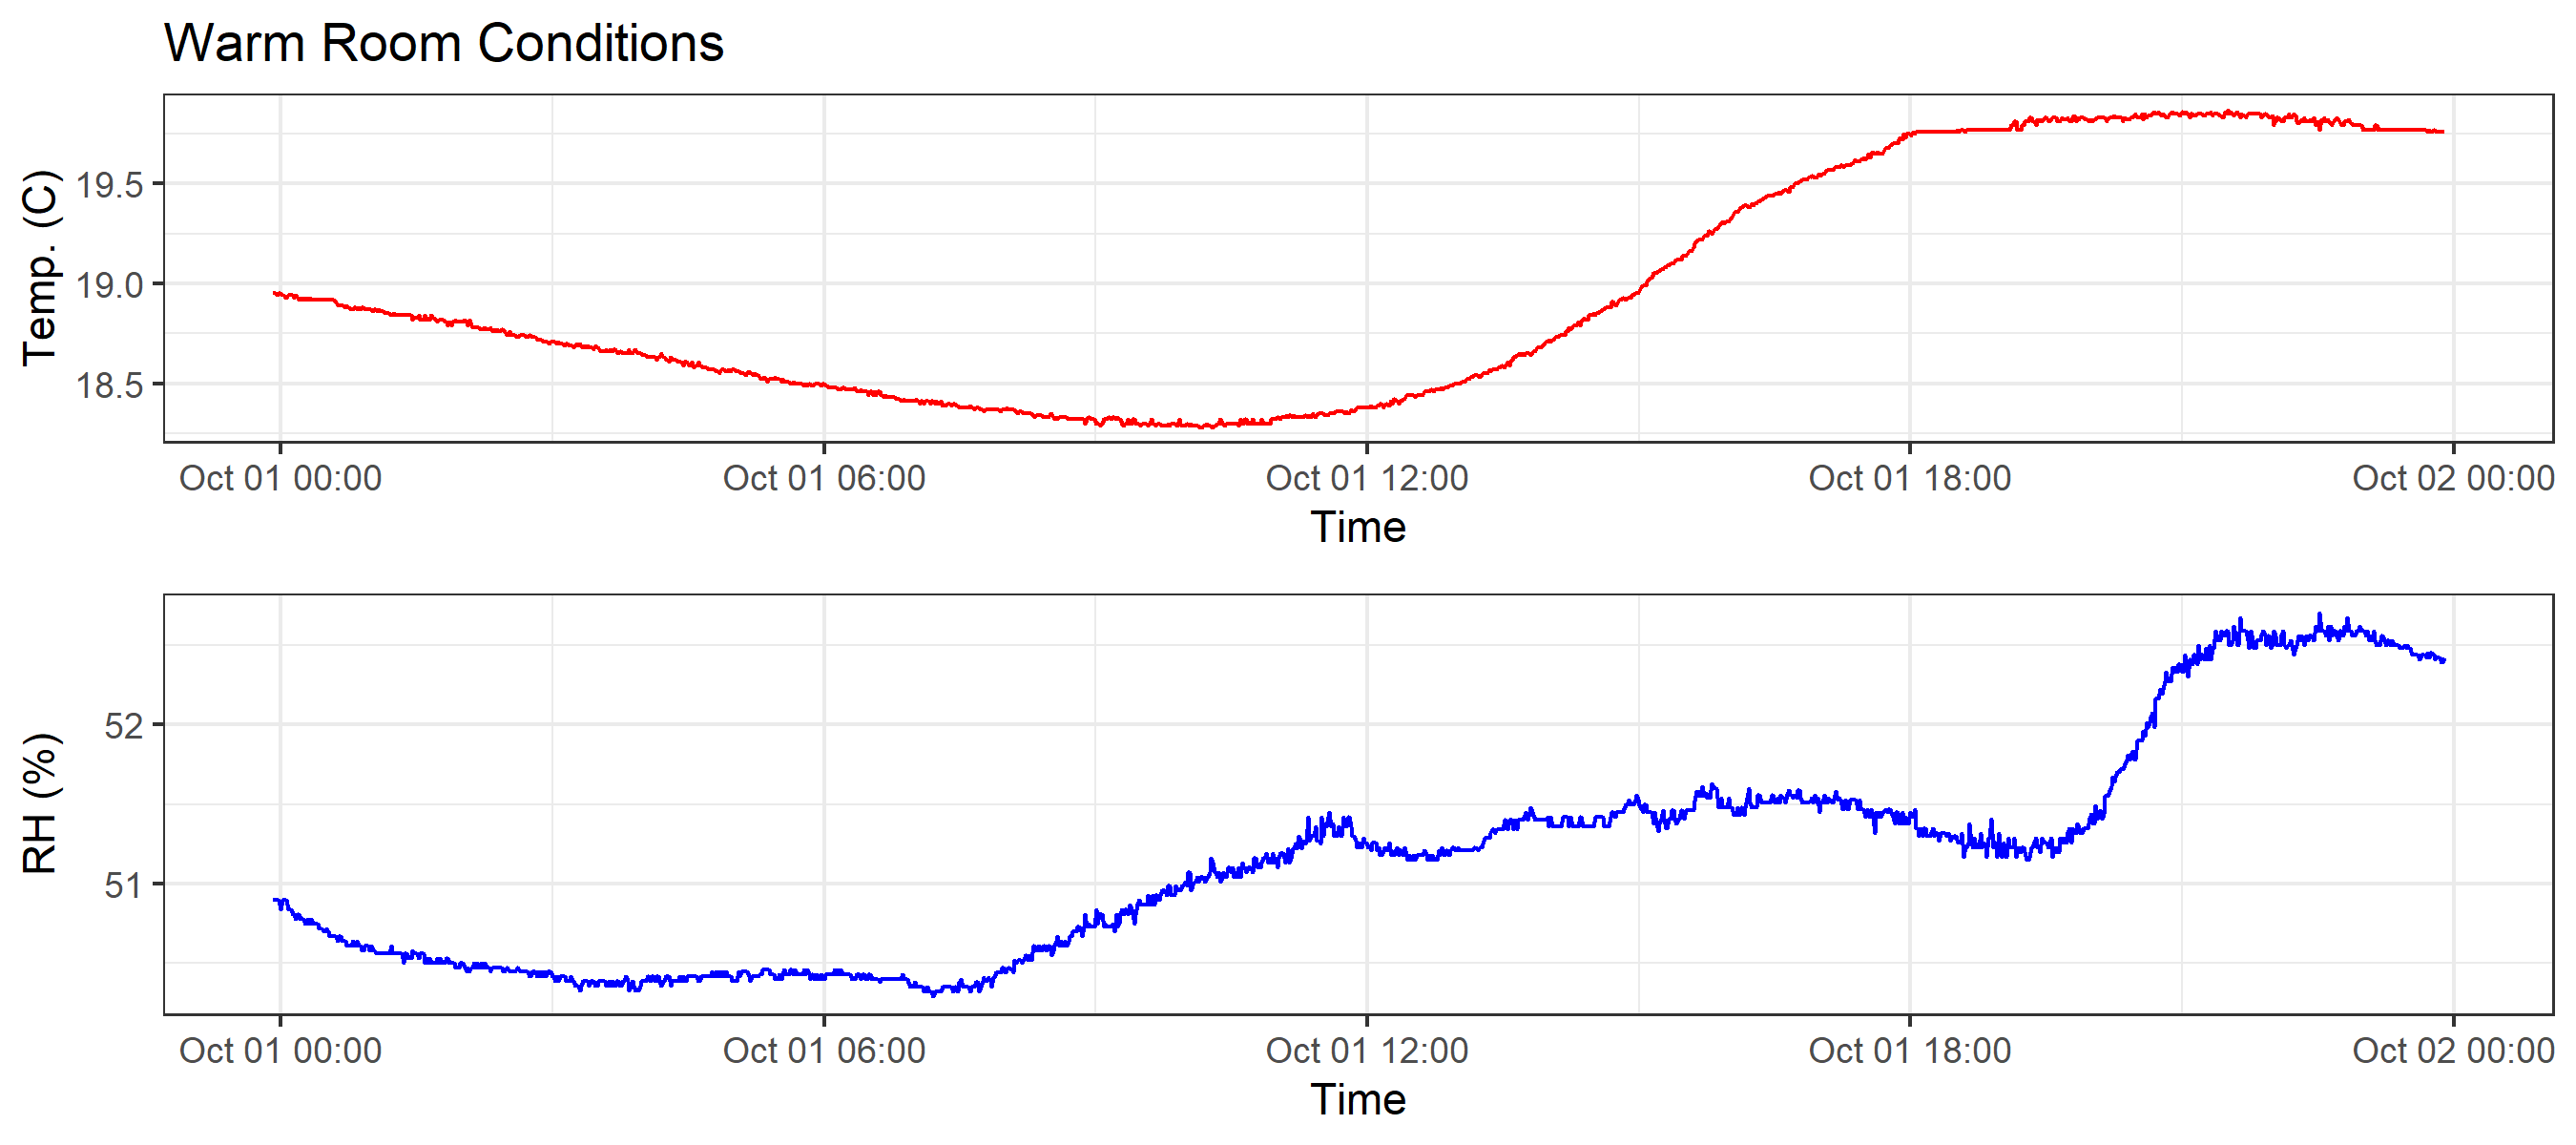 Warm Room Conditions
Temp. (C)
19.5
19.0
18.5
Oct 01 00:00 Oct 01 06:00 Oct 01 12:00 Oct 01 18:00 Oct 02 00:00
Time
RH (%)
52
51
Oct 01 00:00 Oct 01 06:00 Oct 01 12:00 Oct 01 18:00 Oct 02 00:00
Time